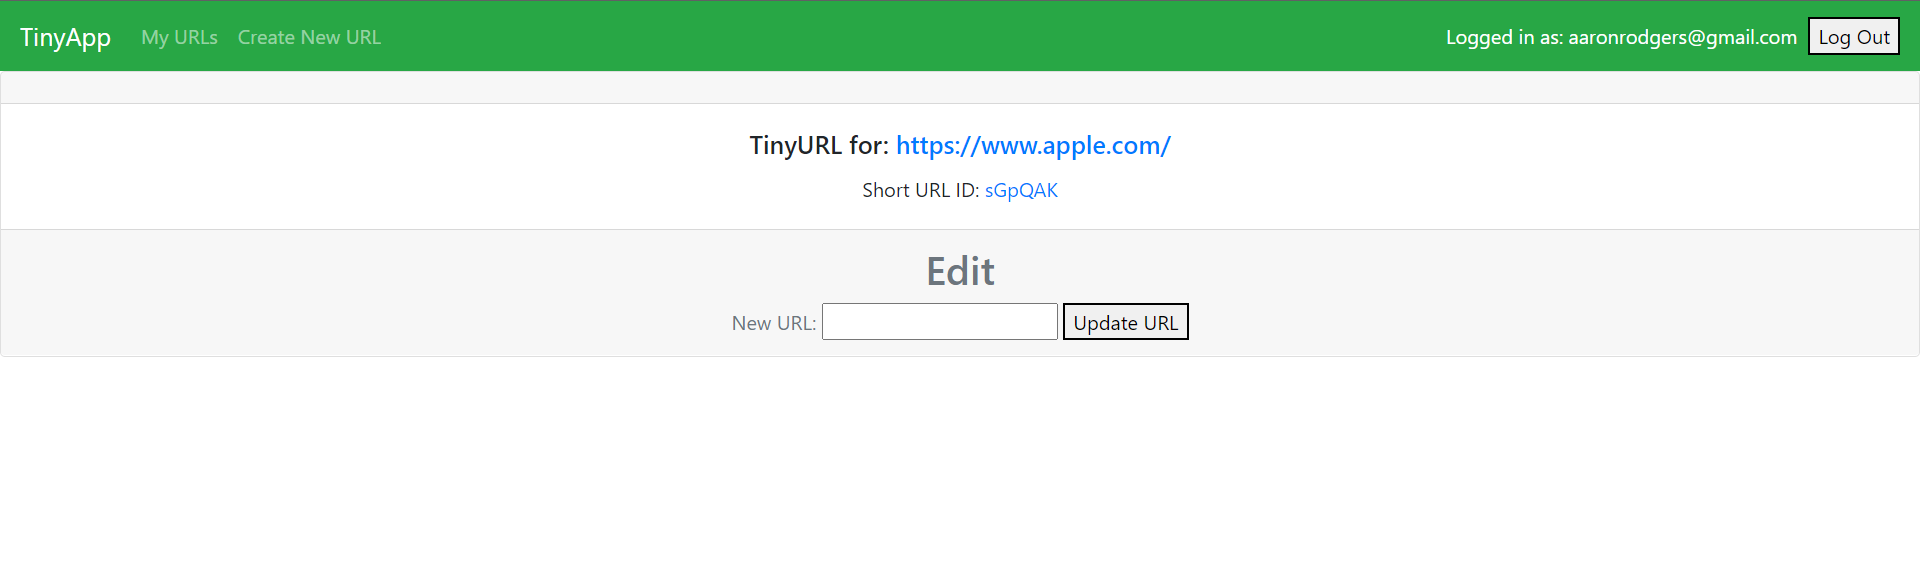 TinyApp My URLs Create New URL Logged in as: aaronrodgers@gmail.com Log Out
TinyURL for: https://www.apple.com/
Short URL ID: sGpQAK
Edit
New URL: Update URL